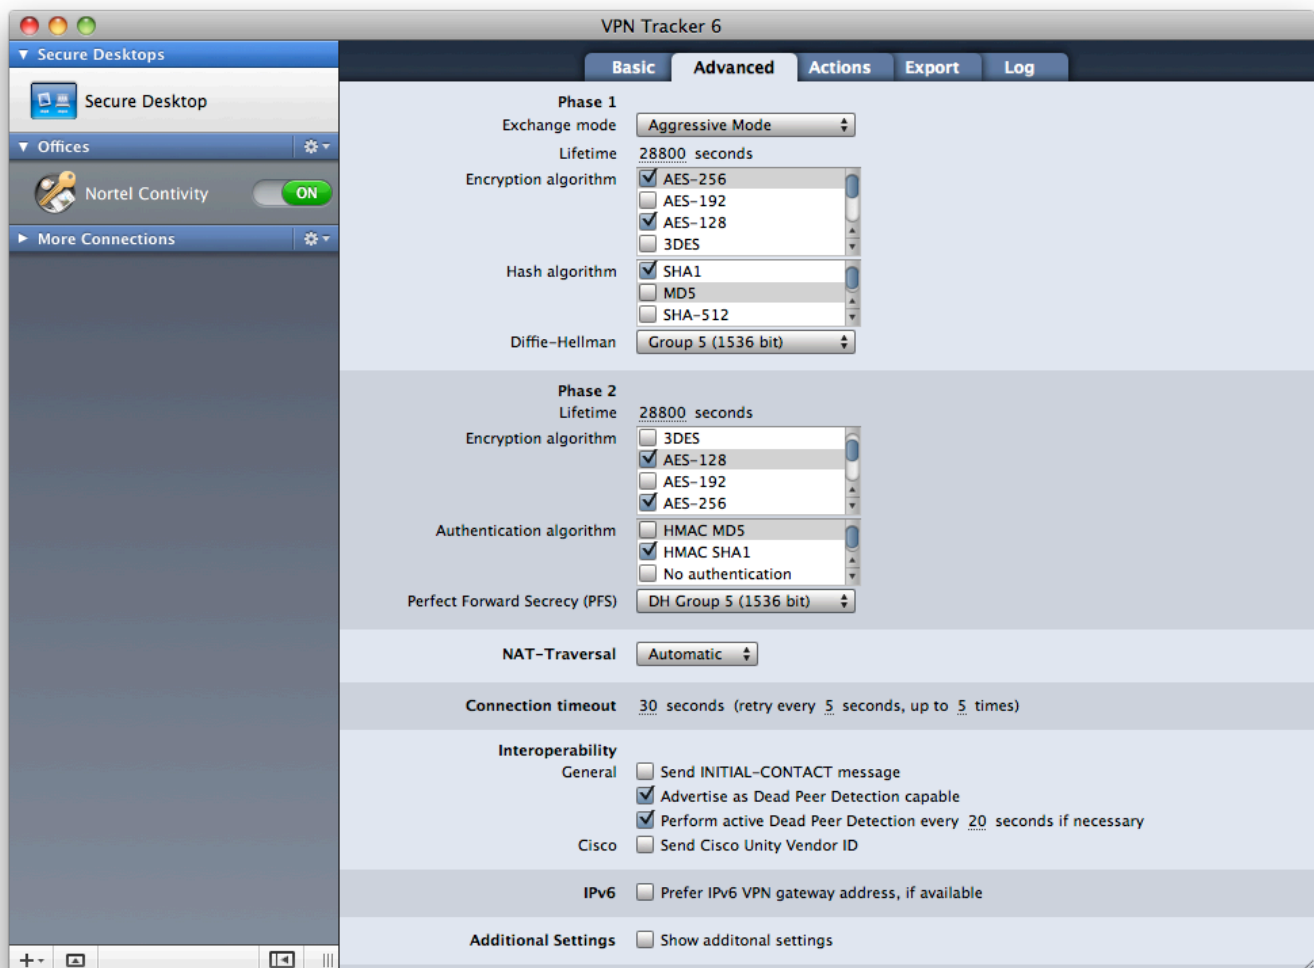 VPN Tracker 6
Secure Desktops
Secure Desktop
Offices
Nortel Contivity ON
More Connections
Basic Advanced Actions Export Log
Phase 1
Exchange mode Aggressive Mode
Lifetime 28800 seconds
Encryption algorithm AES-256
AES-192
AES-128
3DES
Hash algorithm SHA1
MD5
SHA-512
Diffie-Hellman Group 5 (1536 bit)
Phase 2
Lifetime 28800 seconds
Encryption algorithm 3DES
AES-128
AES-192
AES-256
Authentication algorithm HMAC MD5
HMAC SHA1
No authentication
Perfect Forward Secrecy (PFS) DH Group 5 (1536 bit)
NAT-Traversal Automatic
Connection timeout 30 seconds (retry every 5 seconds, up to 5 times)
Interoperability
General Send INITIAL-CONTACT message
Advertise as Dead Peer Detection capable
Perform active Dead Peer Detection every 20 seconds if necessary
Cisco Send Cisco Unity Vendor ID
IPv6 Prefer IPv6 VPN gateway address, if available
Additional Settings Show additonal settings